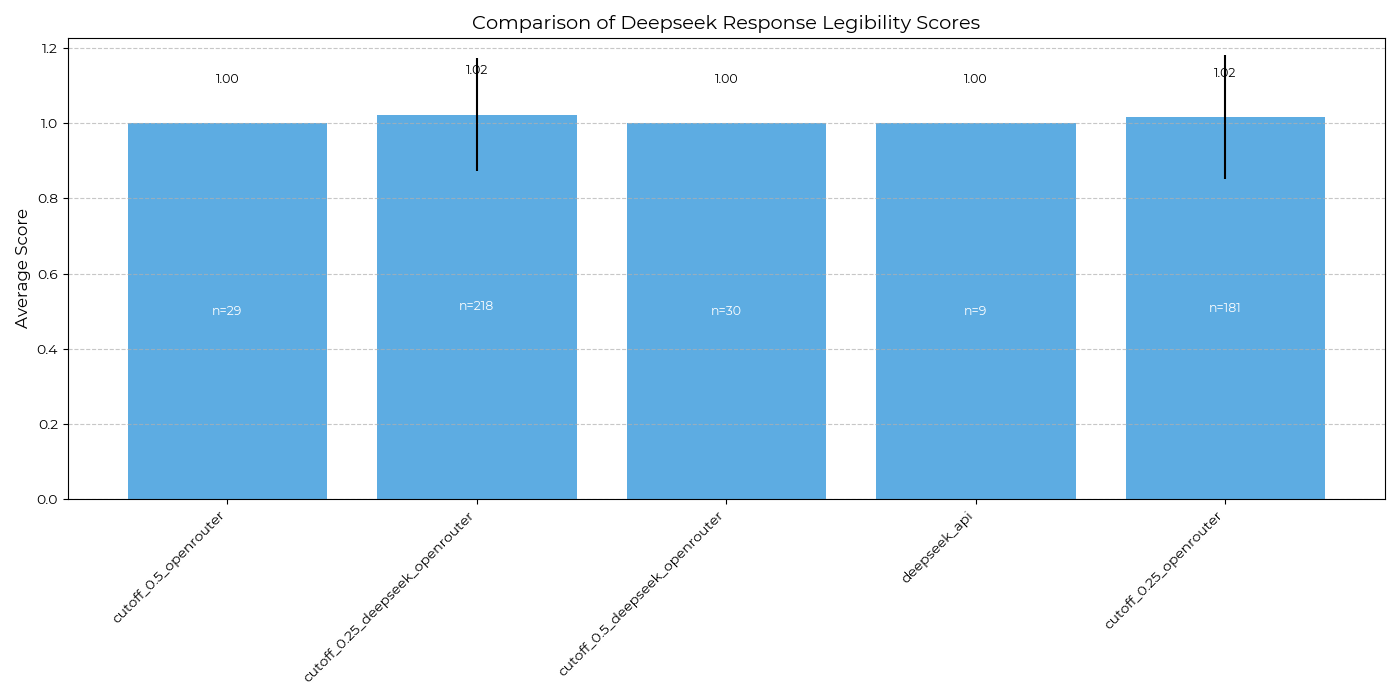 Comparison of Deepseek Response Legibility Scores
Average Score
1.2
1.0
0.8
0.6
0.4
0.2
0.0
1.00
1.02
1.00
1.00
1.02
n=29
n=218
n=30
n=9
n=181
cutoff_0.5_openrouter
cutoff_0.25_deepseek_openrouter
cutoff_0.5_deepseek_openrouter
deepseek_api
cutoff_0.25_openrouter